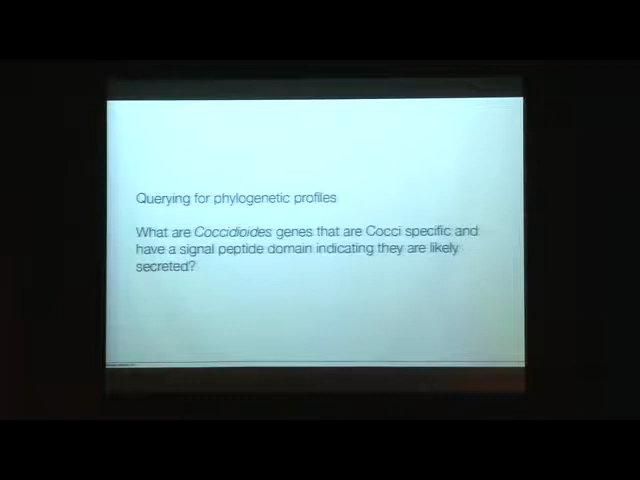 Querying for phylogenetic profiles
What are Coccidioides genes that are Cocci specific and
have a signal peptide domain indicating they are likely
secreted?